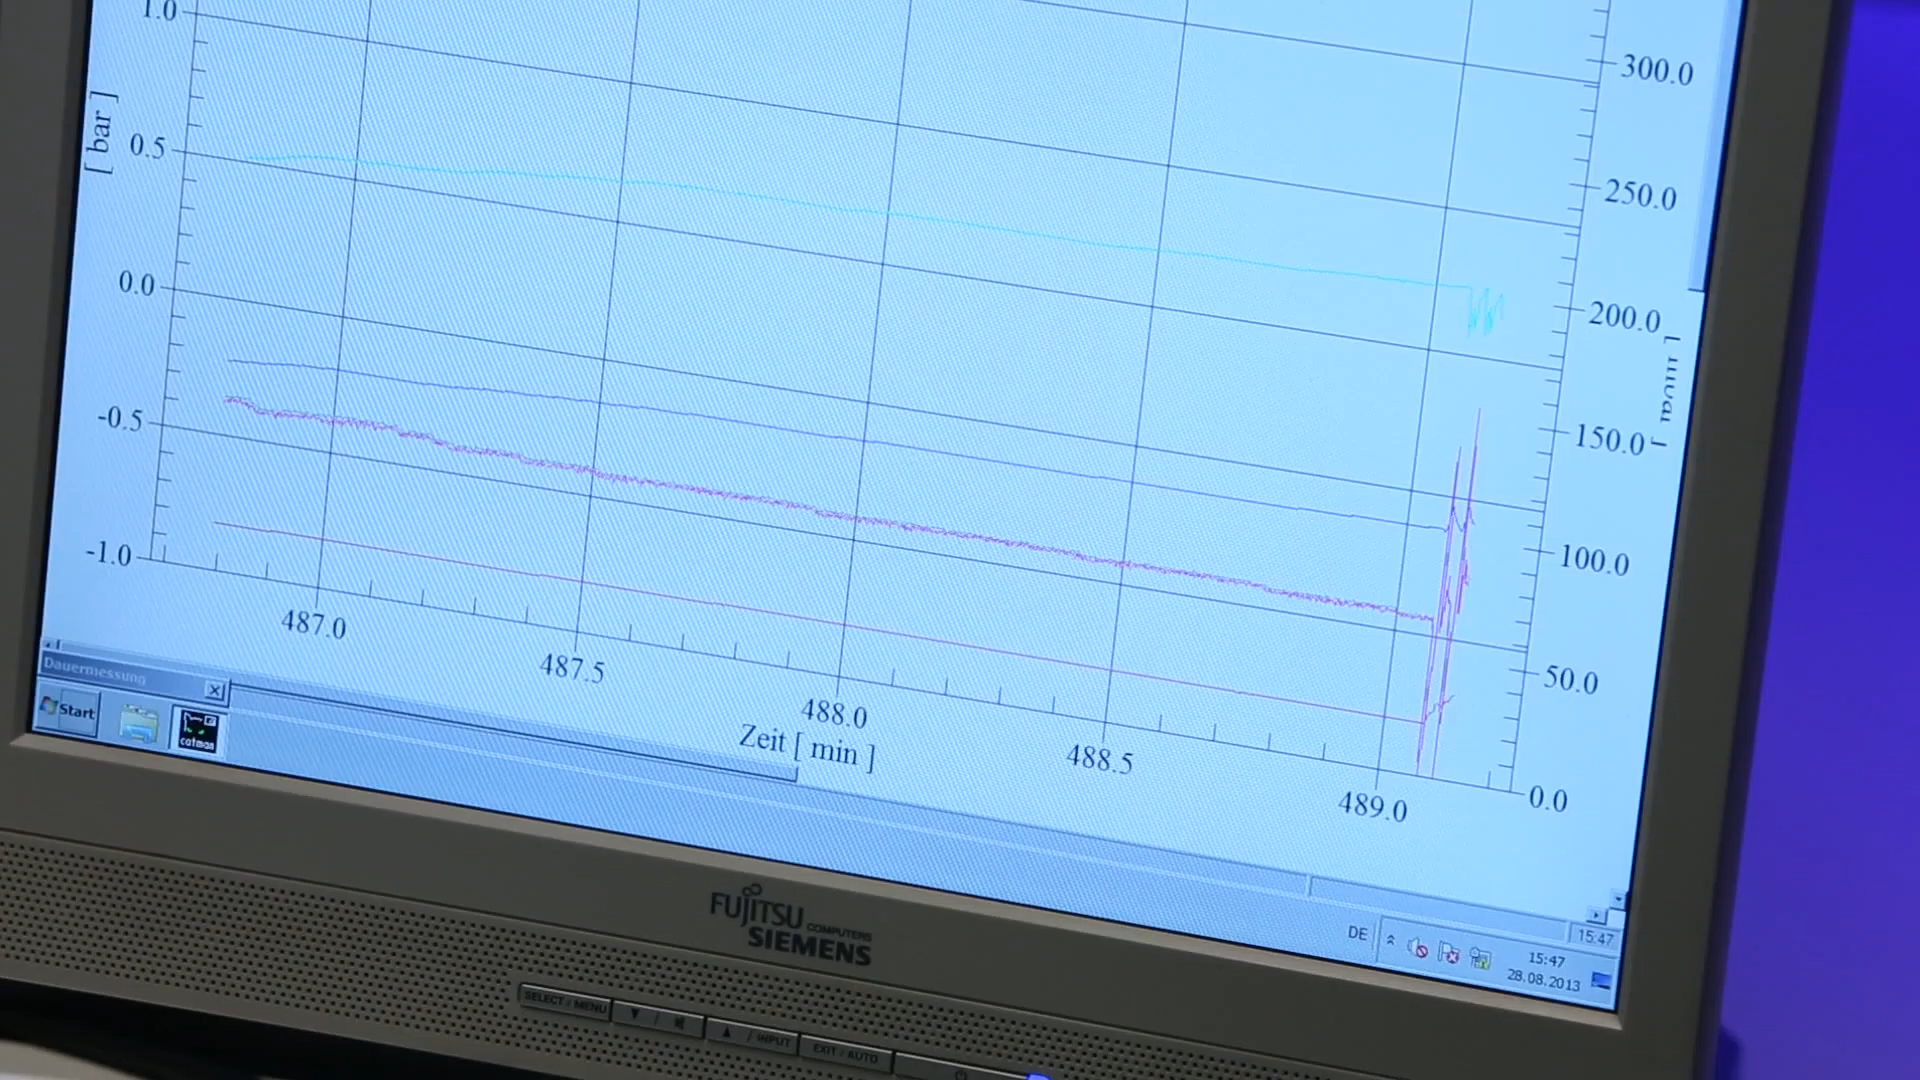 1.0
300.0
[ bar ]
0.5
250.0
0.0
200.0
-0.5
150.0
-1.0
100.0
50.0
0.0
487.0
487.5
488.0
488.5
489.0
Zeit [ min ]
Dauermessung
Start
catman
FUJITSU COMPUTERS
SIEMENS
DE
15:47
15:47
28.08.2013
SELECT / MENU
/ INPUT
EXIT / AUTO